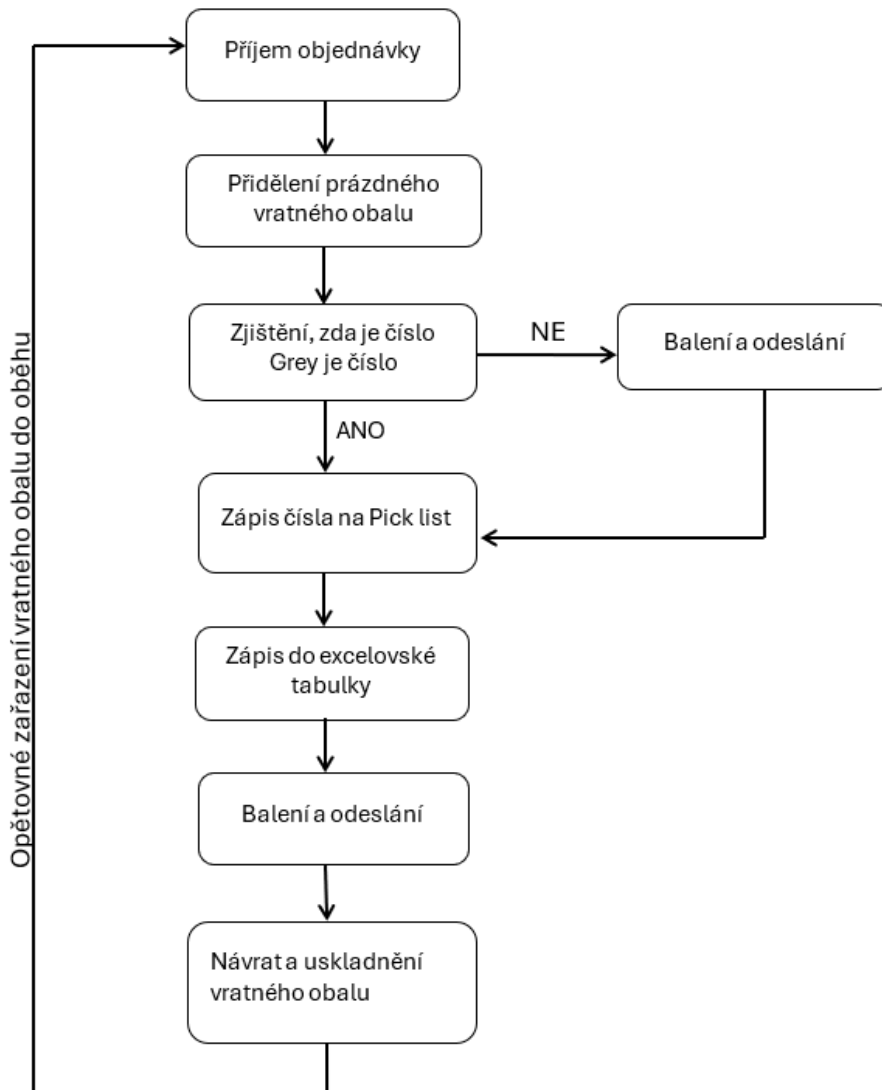 Příjem objednávky
Přidělení prázdného
vratného obalu
Zjištění, zda je číslo
Grey je číslo
NE
Balení a odeslání
ANO
Zápis čísla na Pick list
Zápis do excelovské
tabulky
Balení a odeslání
Návrat a uskladnění
vratného obalu
Opětovné zařazení vratného obalu do oběhu